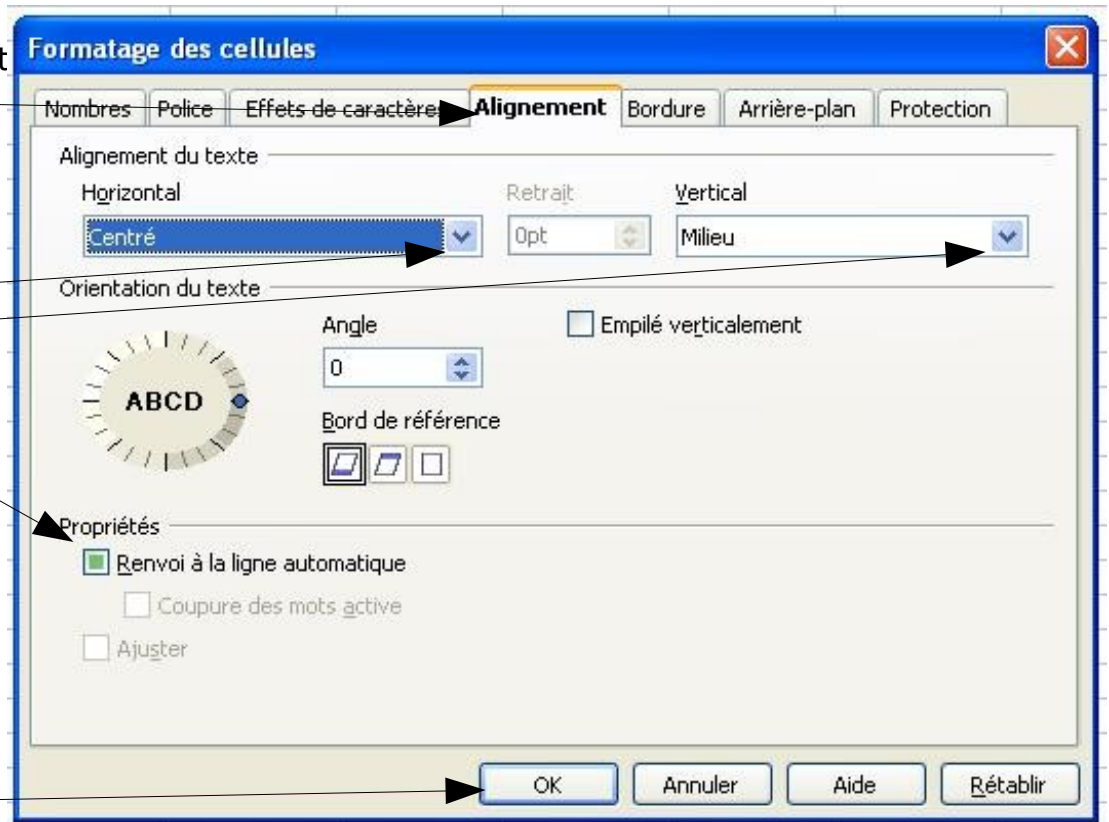 Formatage des cellules
t
Nombres Police Effets de caractères Alignement Bordure Arrière-plan Protection
Alignement du texte
Horizontal Retrait Vertical
Centré 0pt Milieu
Orientation du texte
Angle Empilé verticalement
0
ABCD
Bord de référence
Propriétés
Renvoi à la ligne automatique
Coupure des mots active
Ajuster
OK Annuler Aide Rétablir